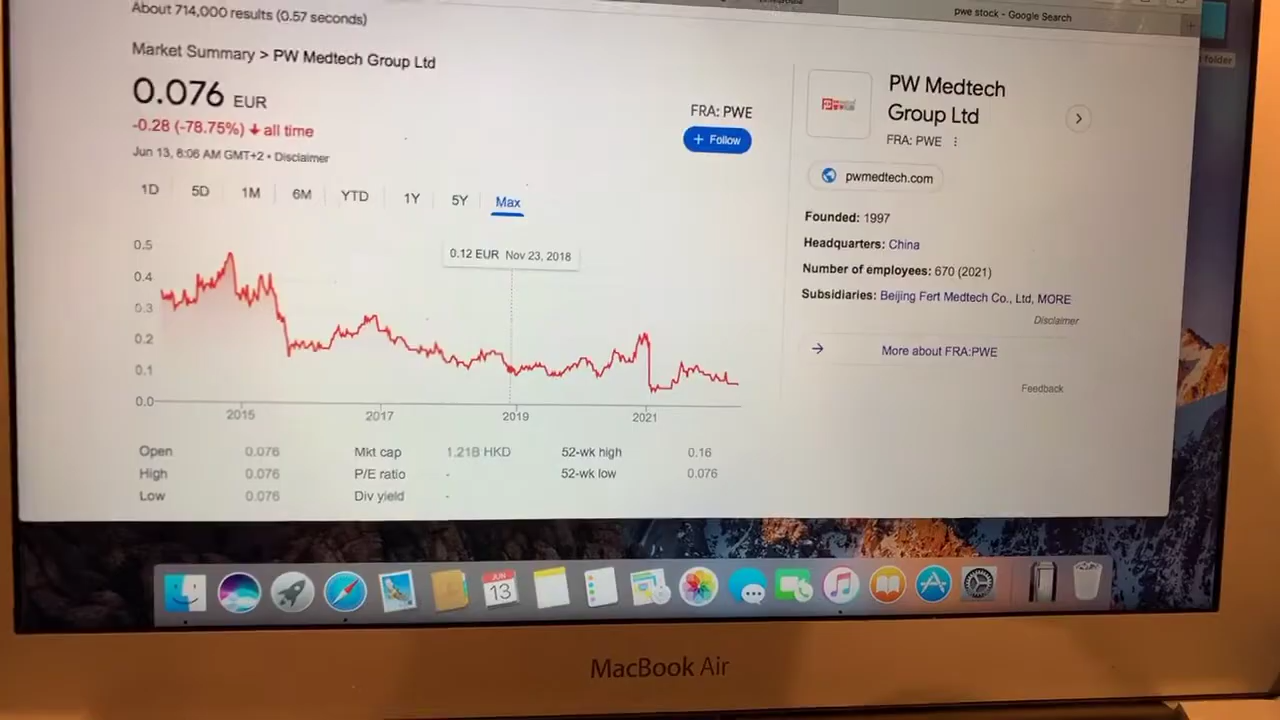 About 714,000 results (0.57 seconds)
pwe stock - Google Search
folder
Market Summary > PW Medtech Group Ltd
0.076 EUR
-0.28 (-78.75%) all time
Jun 13, 8:06 AM GMT+2 • Disclaimer
FRA: PWE
+ Follow
1D 5D 1M 6M YTD 1Y 5Y Max
0.12 EUR Nov 23, 2018
0.5
0.4
0.3
0.2
0.1
0.0
2015 2017 2019 2021
Open 0.076 Mkt cap 1.21B HKD 52-wk high 0.16
High 0.076 P/E ratio - 52-wk low 0.076
Low 0.076 Div yield -
PW Medtech
Group Ltd
FRA: PWE
pwmedtech.com
Founded: 1997
Headquarters: China
Number of employees: 670 (2021)
Subsidiaries: Beijing Fert Medtech Co., Ltd, MORE
Disclaimer
More about FRA:PWE
Feedback
JUN
13
MacBook Air